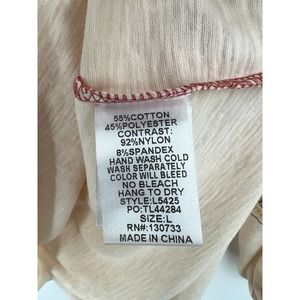 55%COTTON
45%POLYESTER
CONTRAST:
92%NYLON
8%SPANDEX
HAND WASH COLD
WASH SEPARATELY
COLOR WILL BLEED
NO BLEACH
HANG TO DRY
STYLE:L5425
PO:TL44284
SIZE:L
RN#:130733
MADE IN CHINA